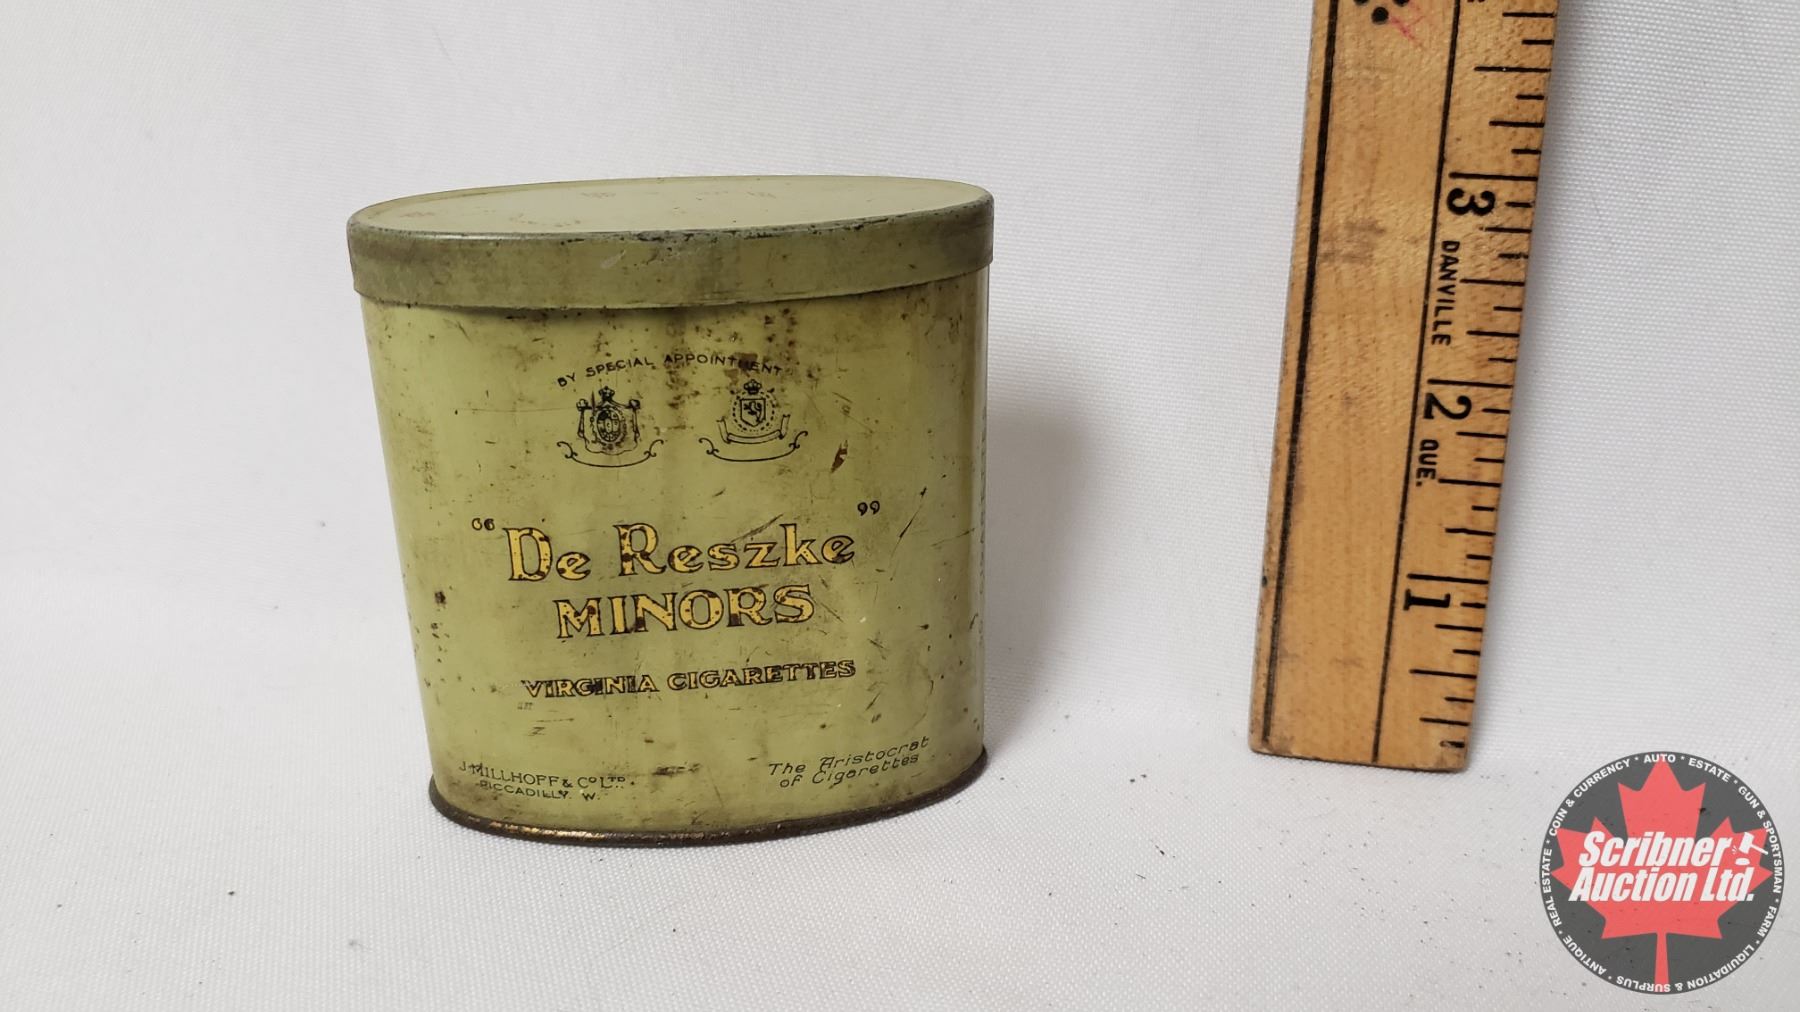 BY SPECIAL APPOINTMENT
"De Reszke"
MINORS
VIRGINIA CIGARETTES
J. MILLHOFF & Co LTD.
PICCADILLY. W.
The Aristocrat
of Cigarettes
3
DANVILLE
2
QUE.
1
COIN & CURRENCY * AUTO * ESTATE * GUN & SPORTSMAN * FARM * LIQUIDATION & SURPLUS * ANTIQUE * REAL ESTATE *
Scribner
Auction Ltd.